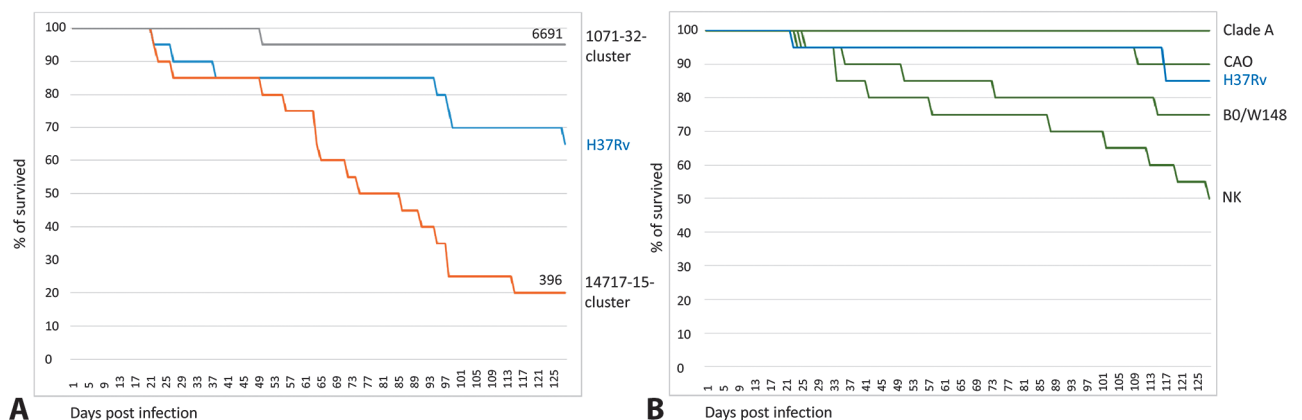 100
90
80
70
60
50
40
30
20
10
0
% of survived
6691
1071-32-
cluster
H37Rv
396
14717-15-
cluster
1 5 9 13 17 21 25 29 33 37 41 45 49 53 57 61 65 69 73 77 81 85 89 93 97 101 105 109 113 117 121 125
A Days post infection
100
90
80
70
60
50
40
30
20
10
0
% of survived
Clade A
CAO
H37Rv
B0/W148
NK
1 5 9 13 17 21 25 29 33 37 41 45 49 53 57 61 65 69 73 77 81 85 89 93 97 101 105 109 113 117 121 125
B Days post infection